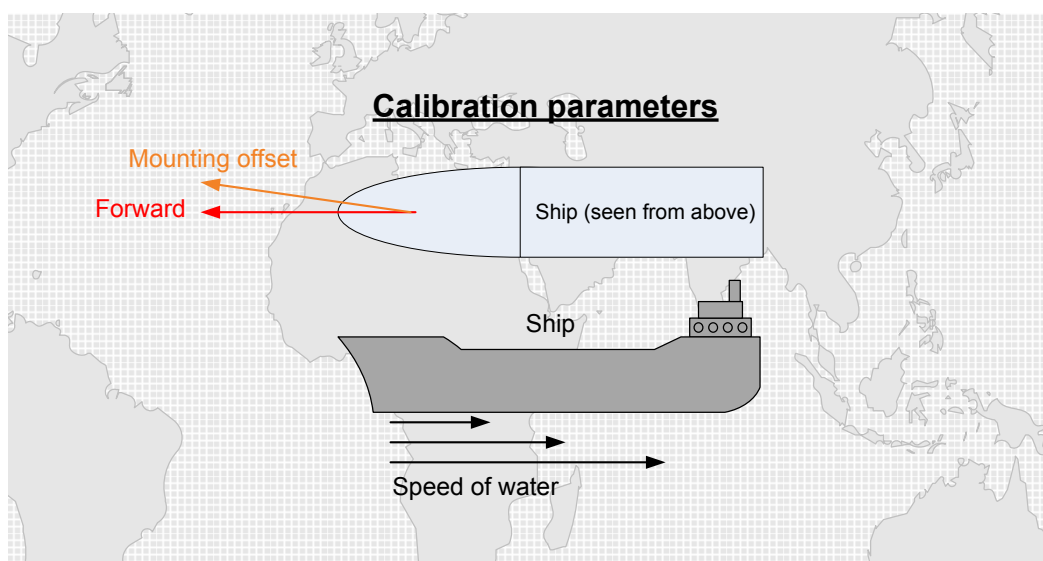 Calibration parameters
Mounting offset
Forward
Ship (seen from above)
Ship
Speed of water